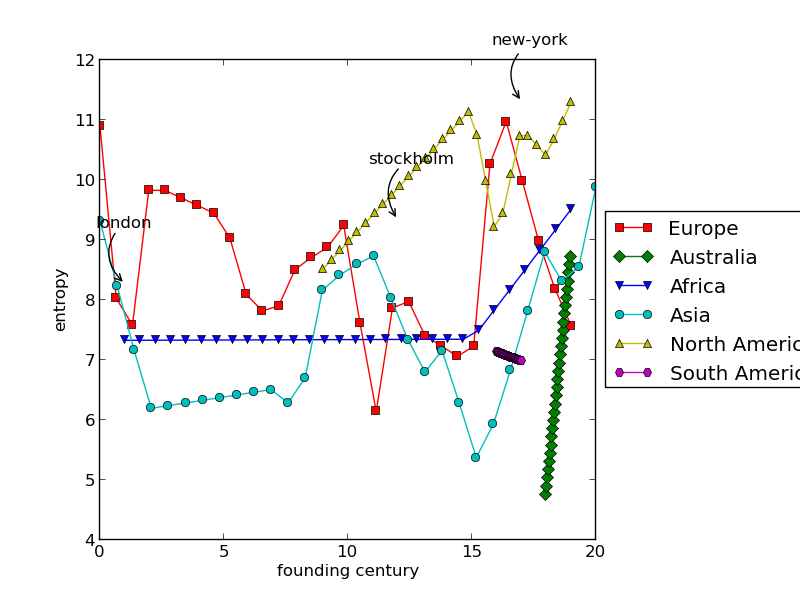 new-york
12
11
stockholm
10
london
9
8
7
6
5
4
entropy
0
5
10
15
20
founding century
Europe
Australia
Africa
Asia
North Americ
South Americ